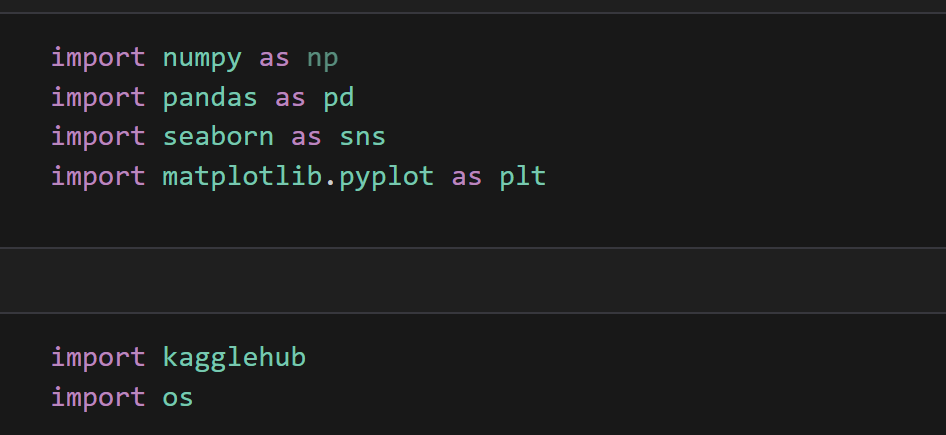 import numpy as np
import pandas as pd
import seaborn as sns
import matplotlib.pyplot as plt
import kagglehub
import os